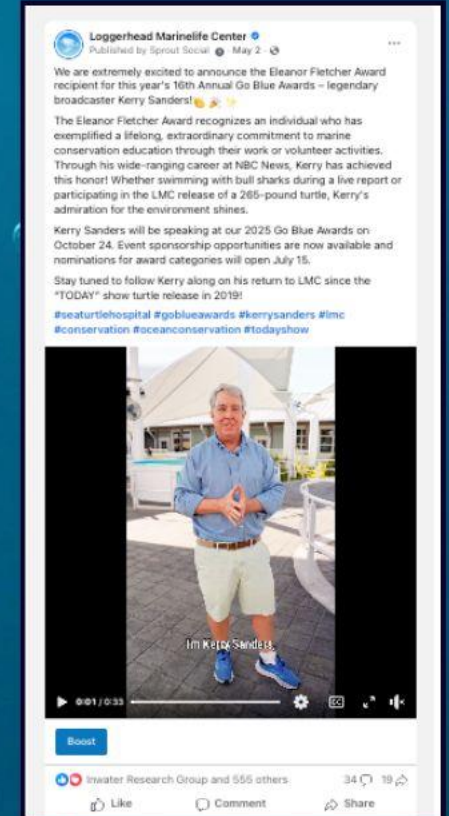 Loggerhead Marinelife Center
Published by Sprout Social · May 2 ·
We are extremely excited to announce the Eleanor Fletcher Award
recipient for this year's 16th Annual Go Blue Awards – legendary
broadcaster Kerry Sanders!👏 🎉 ✨
The Eleanor Fletcher Award recognizes an individual who has
exemplified a lifelong, extraordinary commitment to marine
conservation education through their work or volunteer activities.
Through his wide-ranging career at NBC News, Kerry has achieved
this honor! Whether swimming with bull sharks during a live report or
participating in the LMC release of a 265-pound turtle, Kerry's
admiration for the environment shines.
Kerry Sanders will be speaking at our 2025 Go Blue Awards on
October 24. Event sponsorship opportunities are now available and
nominations for award categories will open July 15.
Stay tuned to follow Kerry along on his return to LMC since the
"TODAY" show turtle release in 2019!
#seaturtlehospital #goblueawards #kerrysanders #lmc
#conservation #oceanconservation #todayshow
I'm Kerry Sanders,
0:01 / 0:33
CC
Boost
Inwater Research Group and 555 others 34 19
Like Comment Share